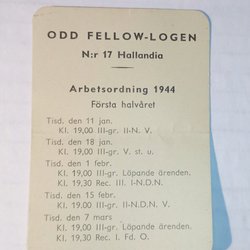 ODD FELLOW-LOGEN
N:r 17 Hallandia
Arbetsordning 1944
Första halvåret
Tisd. den 11 jan.
Kl. 19,00 III-gr. II-N. V.
Tisd. den 18 jan.
Kl. 19,00 III-gr. V. st. u.
Tisd. den 1 febr.
Kl. 19,00 III-gr. Löpande ärenden.
Kl. 19,30 Rec. III. I-N.D.N.
Tisd. den 15 febr.
Kl. 19,00 III-gr. II-N.D.N. V.
Tisd. den 7 mars
Kl. 19,00 III-gr. Löpande ärenden.
Kl. 19,30 Rec. I. Fd O.